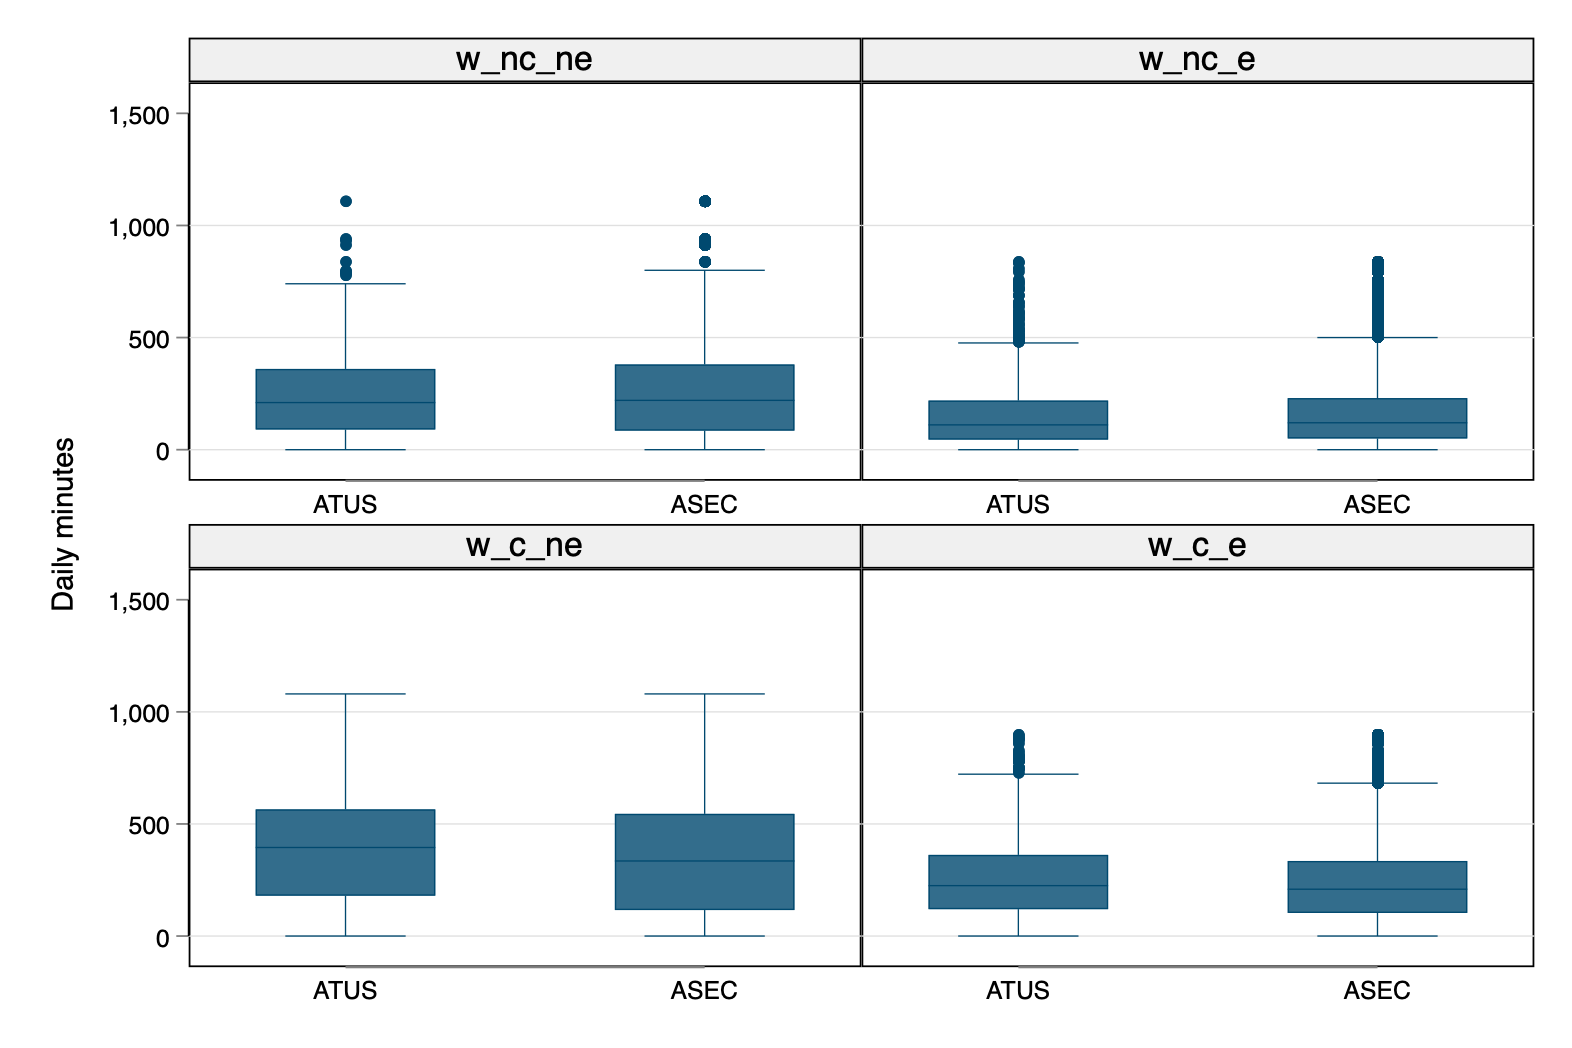 w_nc_ne
w_nc_e
1,500
1,000
500
0
ATUS
ASEC
ATUS
ASEC
Daily minutes
w_c_ne
w_c_e
1,500
1,000
500
0
ATUS
ASEC
ATUS
ASEC